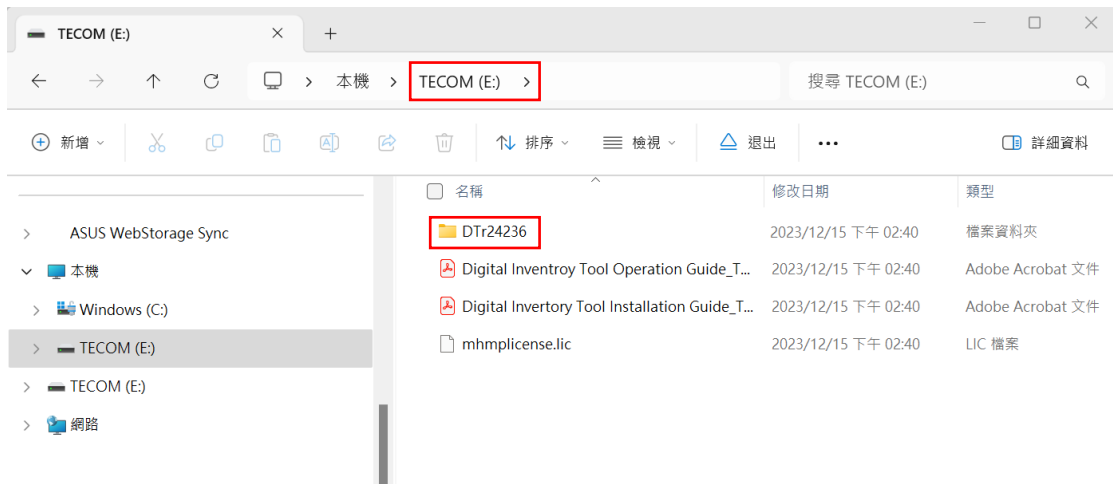 TECOM (E:)
本機 > TECOM (E:) >
搜尋 TECOM (E:)
新增
排序
檢視
退出
詳細資料
ASUS WebStorage Sync
本機
Windows (C:)
TECOM (E:)
TECOM (E:)
網路
名稱 修改日期 類型
DTr24236 2023/12/15 下午 02:40 檔案資料夾
Digital Inventroy Tool Operation Guide_T... 2023/12/15 下午 02:40 Adobe Acrobat 文件
Digital Invertory Tool Installation Guide_T... 2023/12/15 下午 02:40 Adobe Acrobat 文件
mhmplicense.lic 2023/12/15 下午 02:40 LIC 檔案